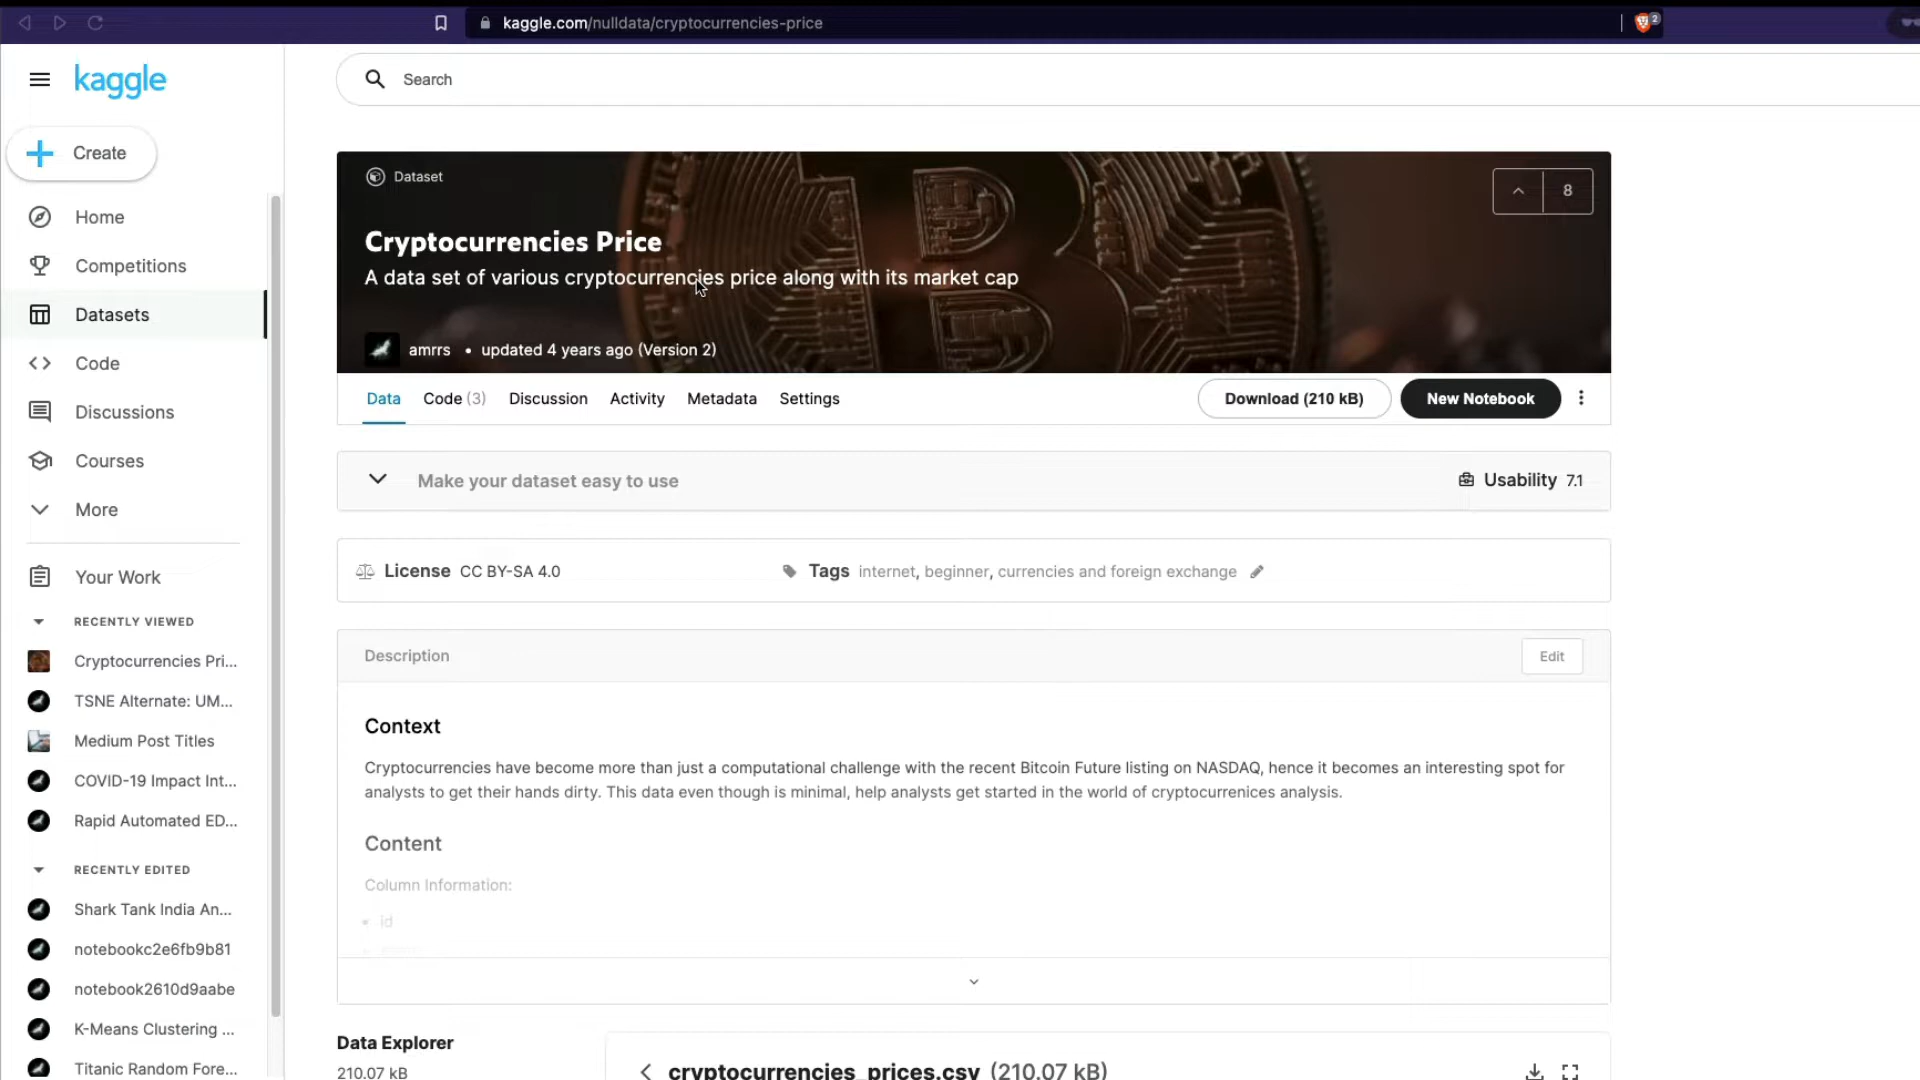 kaggle.com/nulldata/cryptocurrencies-price
2
kaggle
Search
Create
Home
Competitions
Datasets
Code
Discussions
Courses
More
Your Work
RECENTLY VIEWED
Cryptocurrencies Pri...
TSNE Alternate: UM...
Medium Post Titles
COVID-19 Impact Int...
Rapid Automated ED...
RECENTLY EDITED
Shark Tank India An...
notebookc2e6fb9b81
notebook2610d9aabe
K-Means Clustering ...
Titanic Random Fore...
Dataset
8
Cryptocurrencies Price
A data set of various cryptocurrencies price along with its market cap
amrrs • updated 4 years ago (Version 2)
Data Code (3) Discussion Activity Metadata Settings Download (210 kB) New Notebook
Make your dataset easy to use Usability 7.1
License CC BY-SA 4.0 Tags internet, beginner, currencies and foreign exchange
Description Edit
Context
Cryptocurrencies have become more than just a computational challenge with the recent Bitcoin Future listing on NASDAQ, hence it becomes an interesting spot for
analysts to get their hands dirty. This data even though is minimal, help analysts get started in the world of cryptocurrenices analysis.
Content
Column Information:
• id
Data Explorer
210.07 kB
cryptocurrencies_prices.csv (210.07 kB)